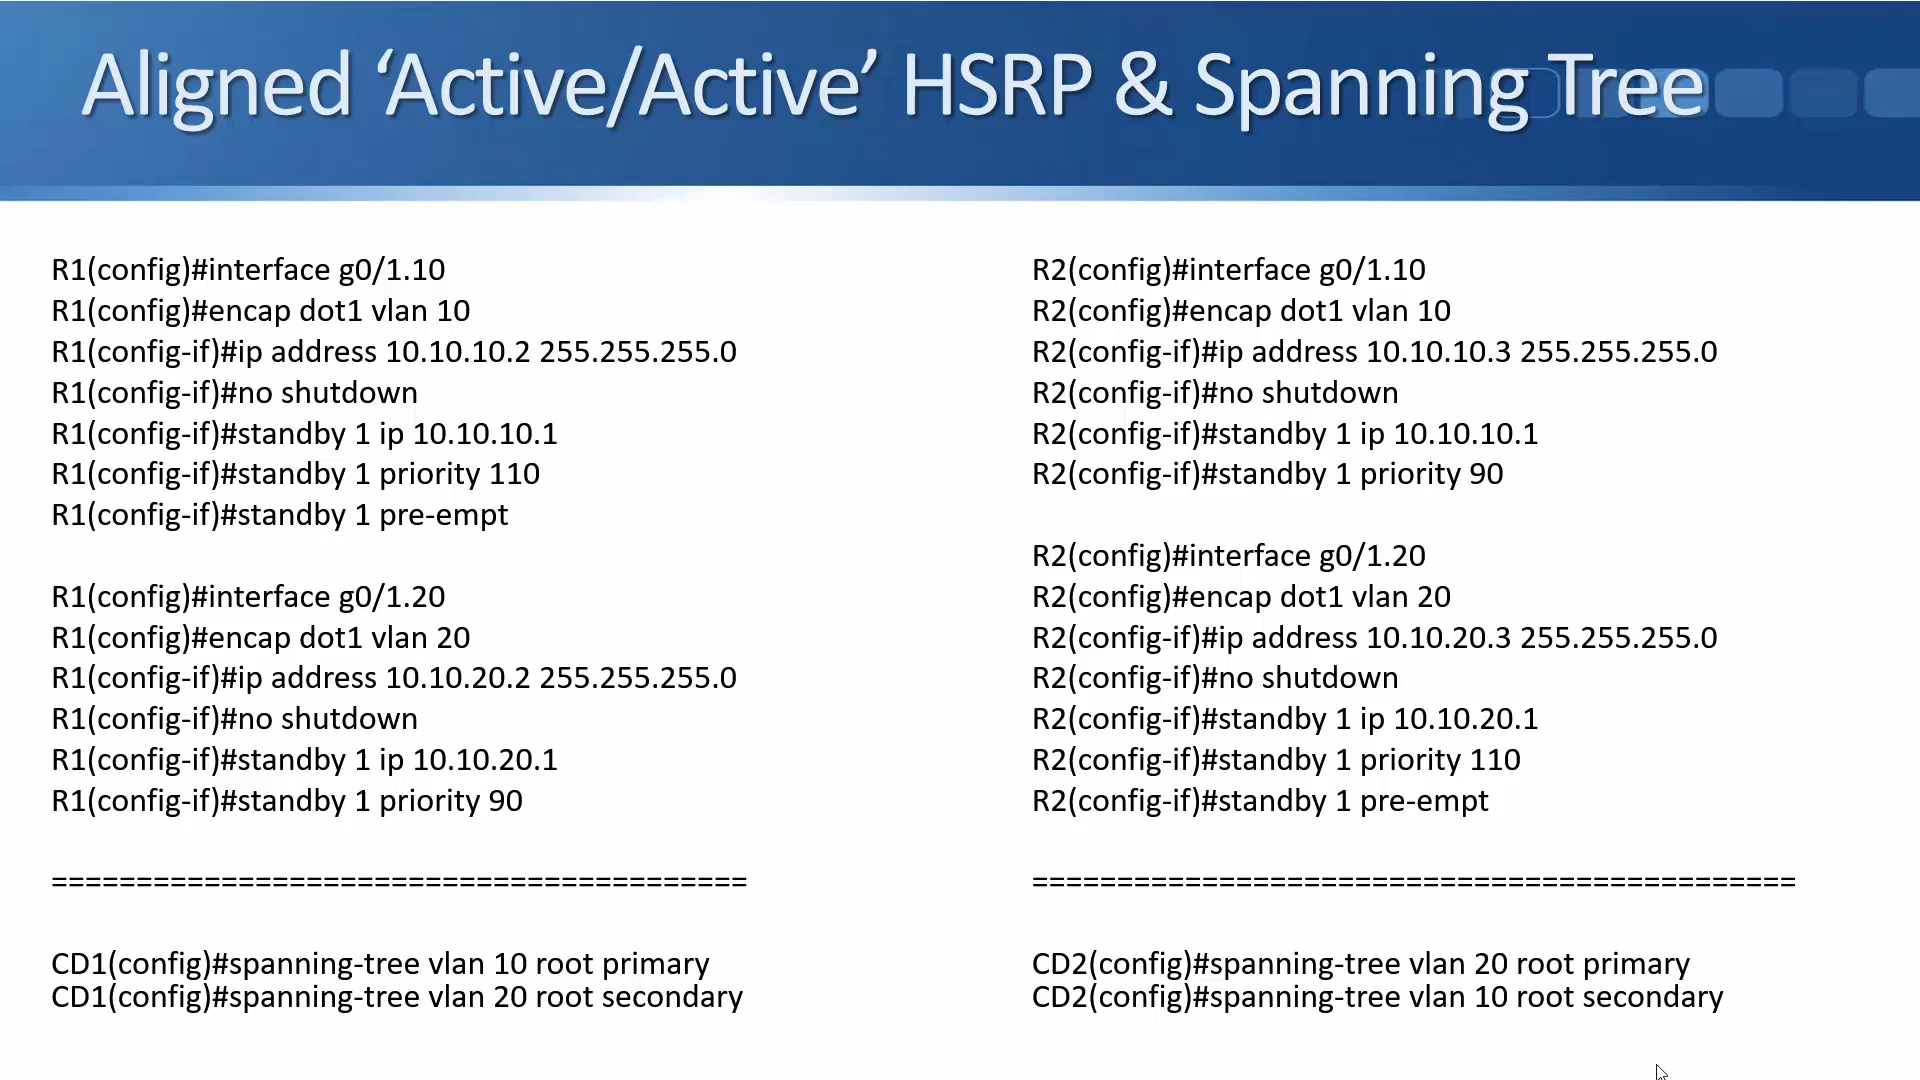 Aligned ‘Active/Active’ HSRP & Spanning Tree
R1(config)#interface g0/1.10
R1(config)#encap dot1 vlan 10
R1(config-if)#ip address 10.10.10.2 255.255.255.0
R1(config-if)#no shutdown
R1(config-if)#standby 1 ip 10.10.10.1
R1(config-if)#standby 1 priority 110
R1(config-if)#standby 1 pre-empt
R1(config)#interface g0/1.20
R1(config)#encap dot1 vlan 20
R1(config-if)#ip address 10.10.20.2 255.255.255.0
R1(config-if)#no shutdown
R1(config-if)#standby 1 ip 10.10.20.1
R1(config-if)#standby 1 priority 90
=========================================
CD1(config)#spanning-tree vlan 10 root primary
CD1(config)#spanning-tree vlan 20 root secondary
R2(config)#interface g0/1.10
R2(config)#encap dot1 vlan 10
R2(config-if)#ip address 10.10.10.3 255.255.255.0
R2(config-if)#no shutdown
R2(config-if)#standby 1 ip 10.10.10.1
R2(config-if)#standby 1 priority 90
R2(config)#interface g0/1.20
R2(config)#encap dot1 vlan 20
R2(config-if)#ip address 10.10.20.3 255.255.255.0
R2(config-if)#no shutdown
R2(config-if)#standby 1 ip 10.10.20.1
R2(config-if)#standby 1 priority 110
R2(config-if)#standby 1 pre-empt
=============================================
CD2(config)#spanning-tree vlan 20 root primary
CD2(config)#spanning-tree vlan 10 root secondary